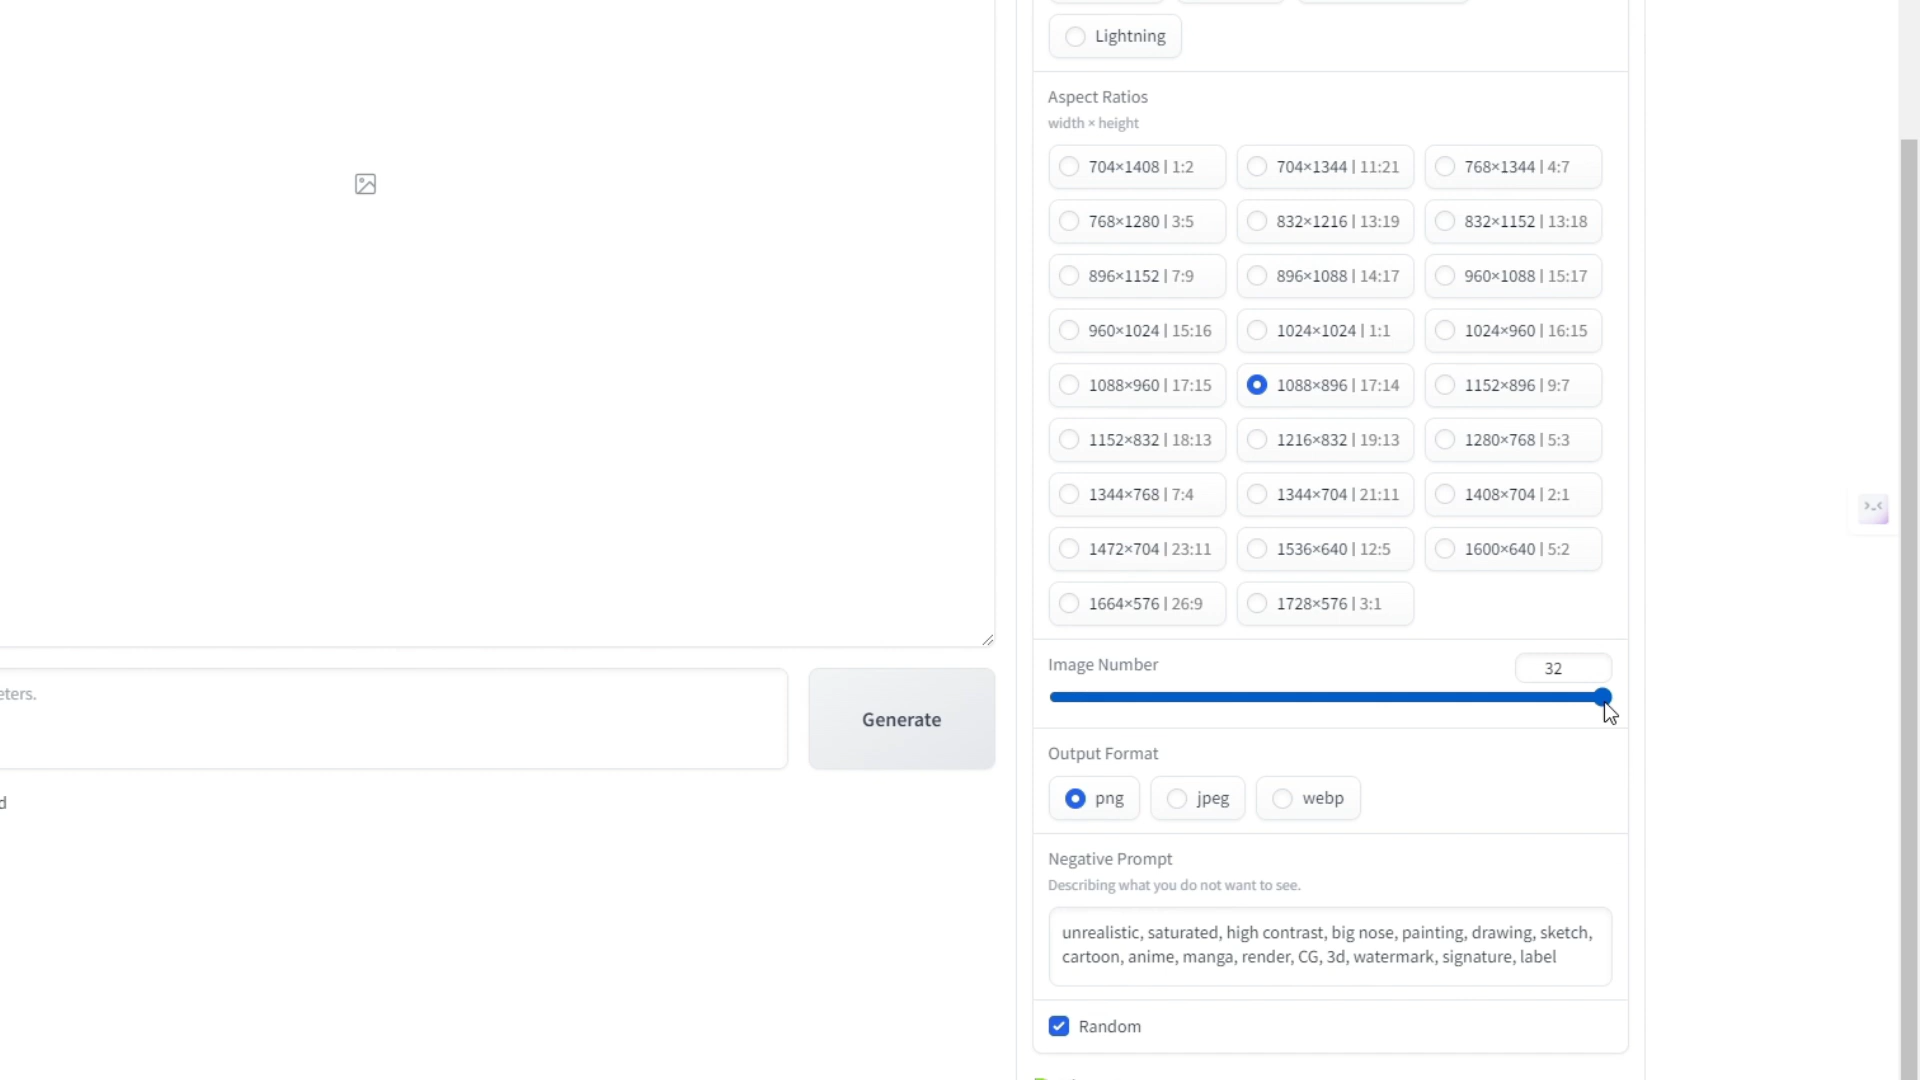 Lightning
Aspect Ratios
width × height
704×1408 | 1:2
704×1344 | 11:21
768×1344 | 4:7
768×1280 | 3:5
832×1216 | 13:19
832×1152 | 13:18
896×1152 | 7:9
896×1088 | 14:17
960×1088 | 15:17
960×1024 | 15:16
1024×1024 | 1:1
1024×960 | 16:15
1088×960 | 17:15
1088×896 | 17:14
1152×896 | 9:7
1152×832 | 18:13
1216×832 | 19:13
1280×768 | 5:3
1344×768 | 7:4
1344×704 | 21:11
1408×704 | 2:1
1472×704 | 23:11
1536×640 | 12:5
1600×640 | 5:2
1664×576 | 26:9
1728×576 | 3:1
Image Number
32
eters.
Generate
d
Output Format
png
jpeg
webp
Negative Prompt
Describing what you do not want to see.
unrealistic, saturated, high contrast, big nose, painting, drawing, sketch,
cartoon, anime, manga, render, CG, 3d, watermark, signature, label
Random